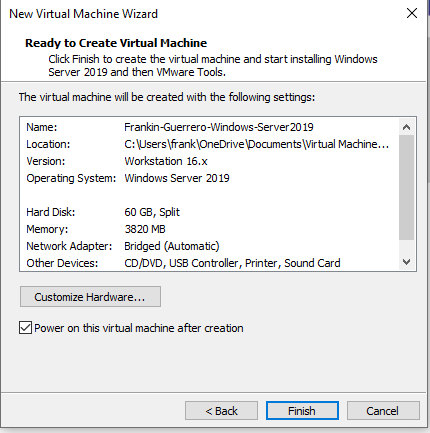 New Virtual Machine Wizard
Ready to Create Virtual Machine
Click Finish to create the virtual machine and start installing Windows
Server 2019 and then VMware Tools.
The virtual machine will be created with the following settings:
Name: Frankin-Guerrero-Windows-Server2019
Location: C:\Users\frank\OneDrive\Documents\Virtual Machine...
Version: Workstation 16.x
Operating System: Windows Server 2019
Hard Disk: 60 GB, Split
Memory: 3820 MB
Network Adapter: Bridged (Automatic)
Other Devices: CD/DVD, USB Controller, Printer, Sound Card
Customize Hardware...
Power on this virtual machine after creation
< Back Finish Cancel